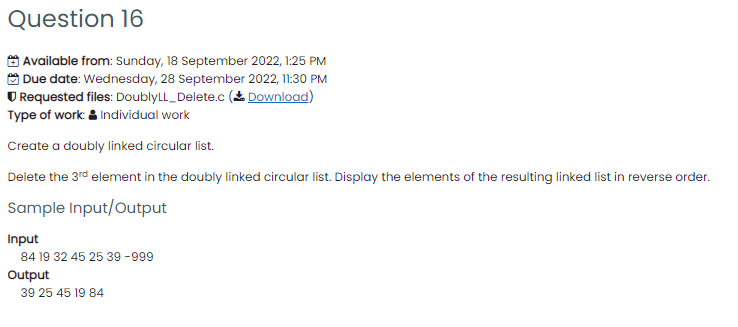 Question 16
Available from: Sunday, 18 September 2022, 1:25 PM
Due date: Wednesday, 28 September 2022, 11:30 PM
Requested files: DoublyLL_Delete.c (Download)
Type of work: Individual work
Create a doubly linked circular list.
Delete the 3rd element in the doubly linked circular list. Display the elements of the resulting linked list in reverse order.
Sample Input/Output
Input
84 19 32 45 25 39 -999
Output
39 25 45 19 84